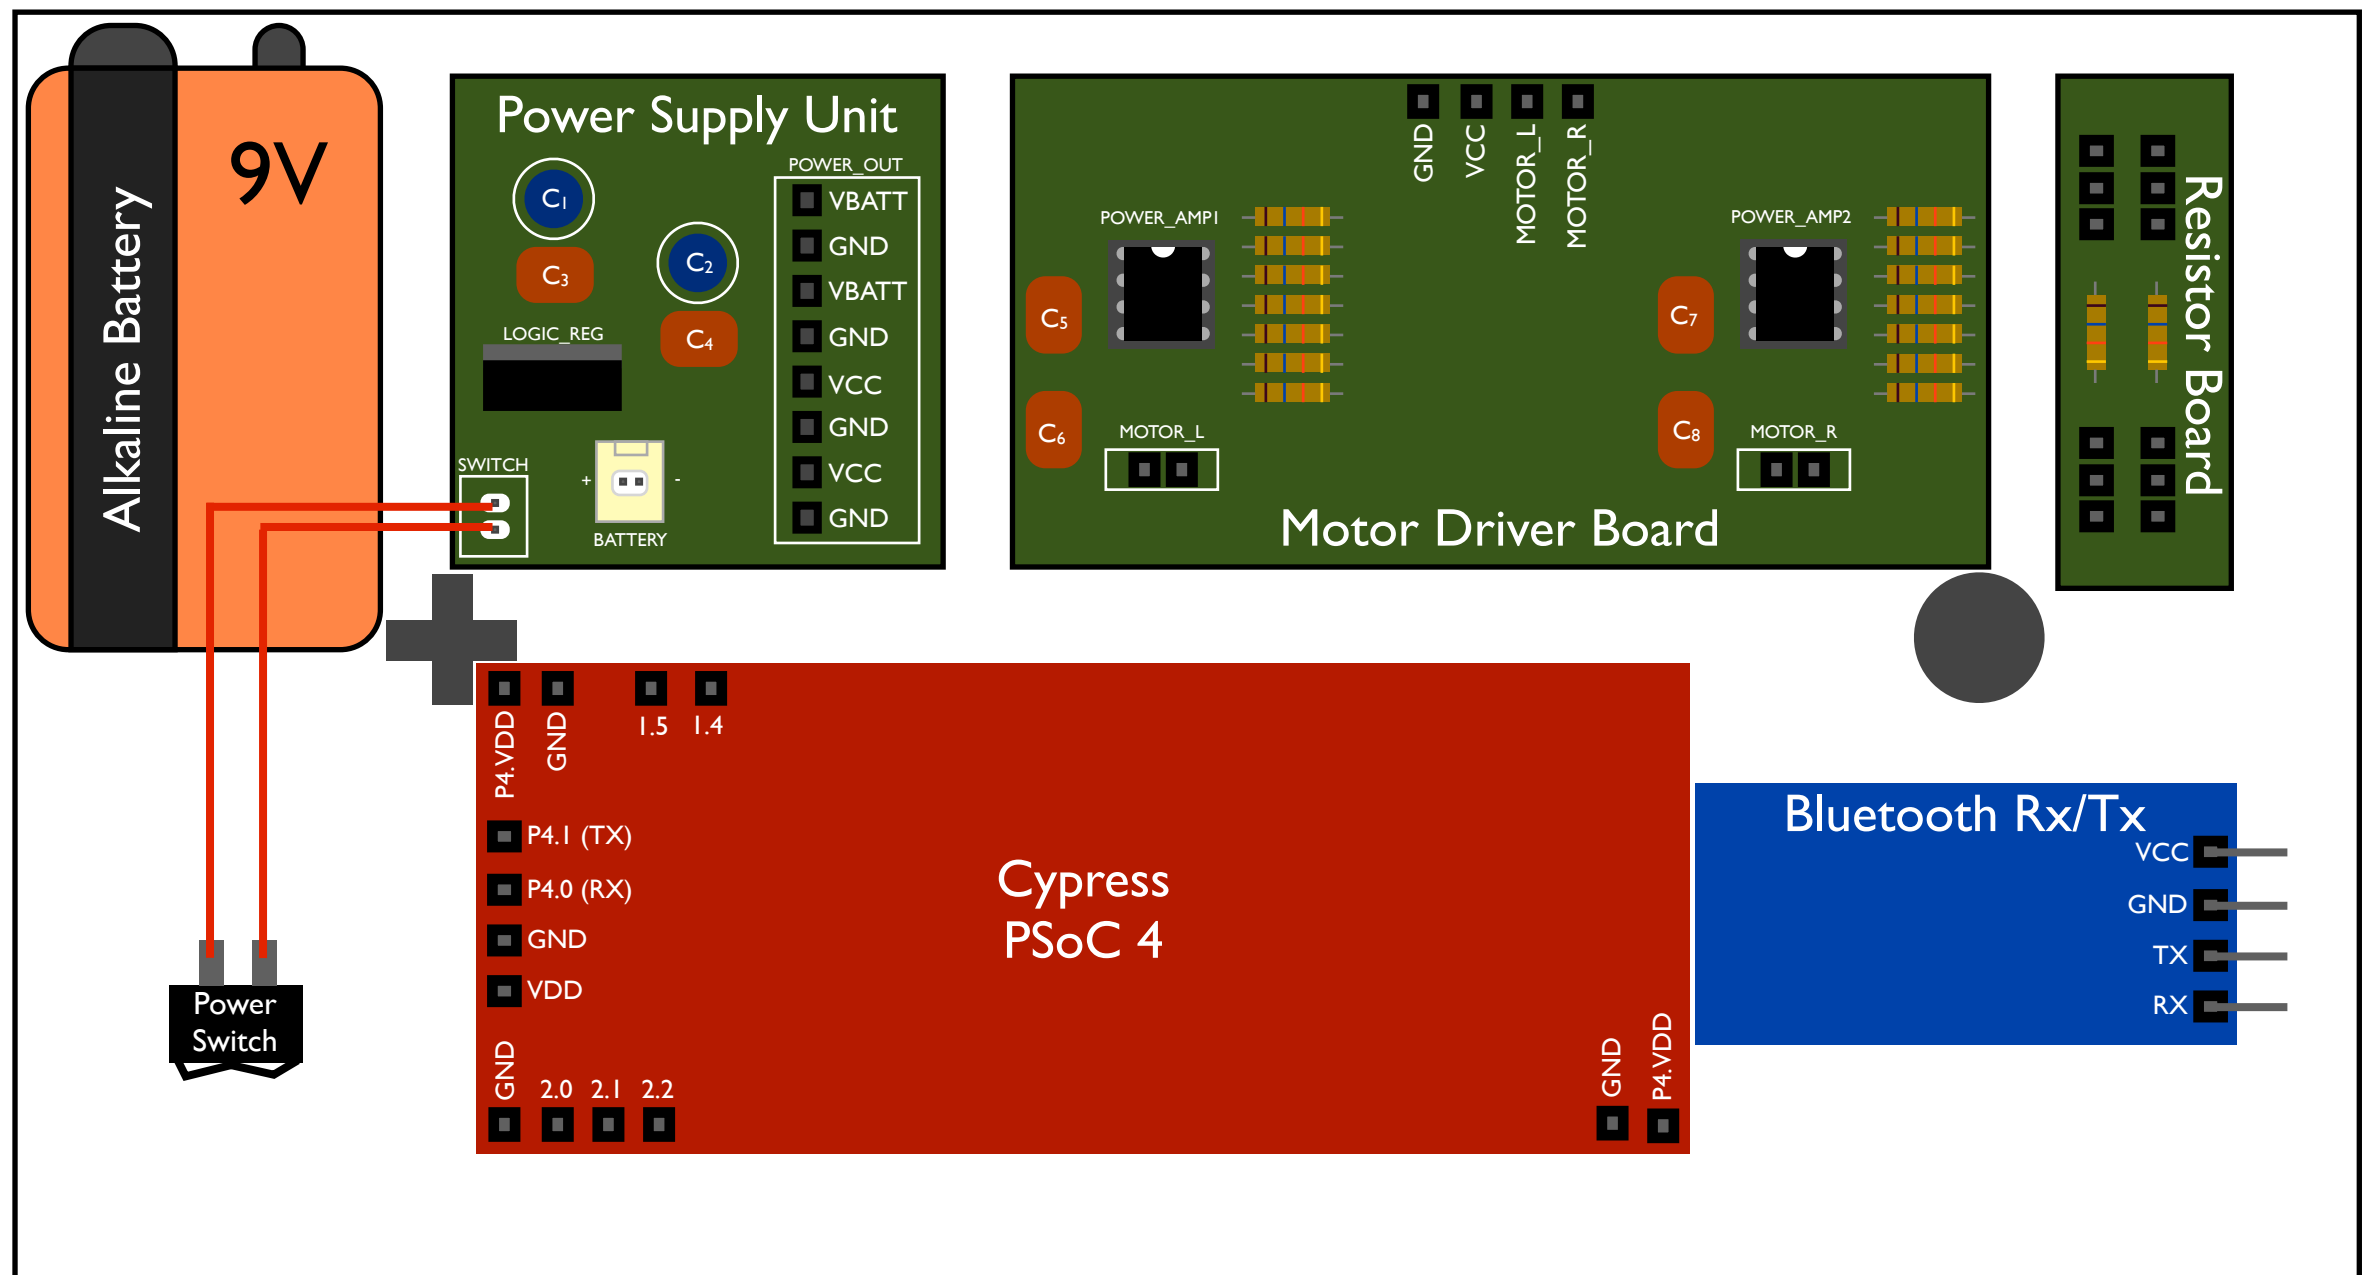 Alkaline Battery
9V
Power Supply Unit
POWER_OUT
C1
C3
C2
C4
LOGIC_REG
VBATT
GND
VBATT
GND
VCC
GND
VCC
GND
SWITCH
+
-
BATTERY
GND
VCC
MOTOR_L
MOTOR_R
POWER_AMP1
POWER_AMP2
C5
C6
C7
C8
MOTOR_L
MOTOR_R
Motor Driver Board
Resistor Board
P4.VDD
GND
1.5
1.4
P4.1 (TX)
P4.0 (RX)
GND
VDD
GND
2.0
2.1
2.2
Cypress
PSoC 4
GND
P4.VDD
Bluetooth Rx/Tx
VCC
GND
TX
RX
Power
Switch